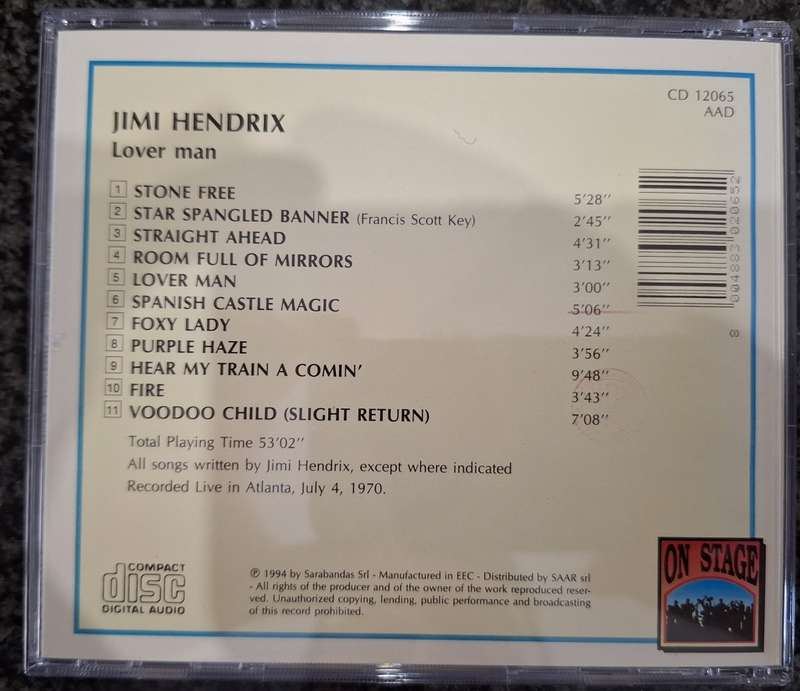 CD 12065
AAD
JIMI HENDRIX
Lover man
1 STONE FREE 5'28''
2 STAR SPANGLED BANNER (Francis Scott Key) 2'45''
3 STRAIGHT AHEAD 4'31''
4 ROOM FULL OF MIRRORS 3'13''
5 LOVER MAN 3'00''
6 SPANISH CASTLE MAGIC 5'06''
7 FOXY LADY 4'24''
8 PURPLE HAZE 3'56''
9 HEAR MY TRAIN A COMIN' 9'48''
10 FIRE 3'43''
11 VOODOO CHILD (SLIGHT RETURN) 7'08''
Total Playing Time 53'02''
All songs written by Jimi Hendrix, except where indicated
Recorded Live in Atlanta, July 4, 1970.
8 004883 020652
COMPACT
disc
DIGITAL AUDIO
℗ 1994 by Sarabandas Srl - Manufactured in EEC - Distributed by SAAR srl
- All rights of the producer and of the owner of the work reproduced reser-
ved. Unauthorized copying, lending, public performance and broadcasting
of this record prohibited.
ON STAGE